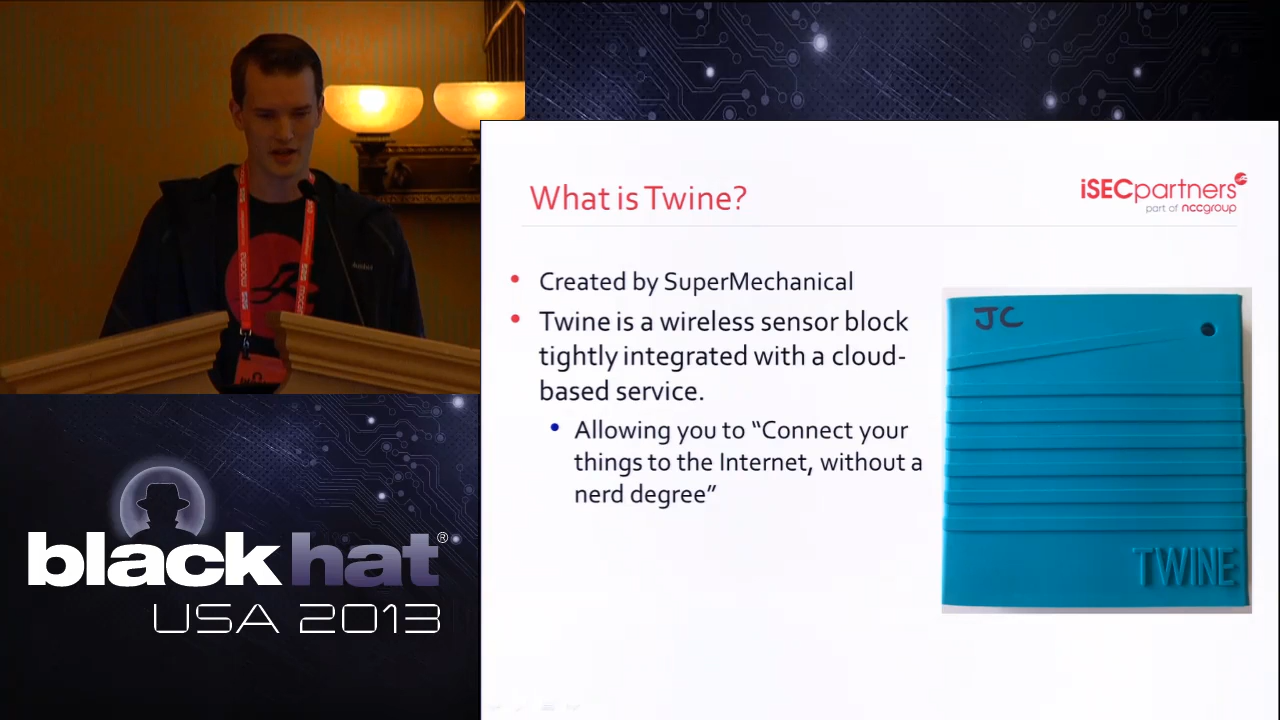 What is Twine?
iSECpartners
part of nccgroup
Created by SuperMechanical
Twine is a wireless sensor block
tightly integrated with a cloud-
based service.
Allowing you to “Connect your
things to the Internet, without a
nerd degree”
JC
TWINE
black hat®
USA 2013